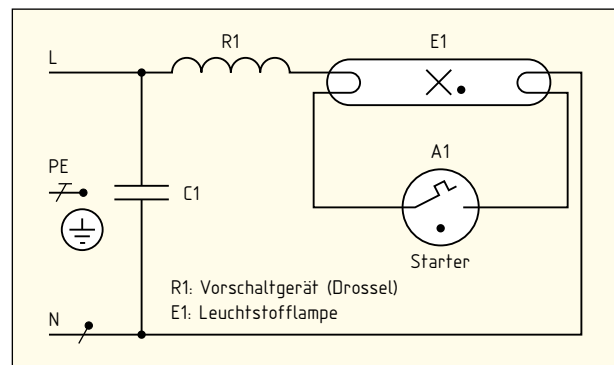 R1
E1
L
A1
PE
C1
Starter
R1: Vorschaltgerät (Drossel)
E1: Leuchtstofflampe
N